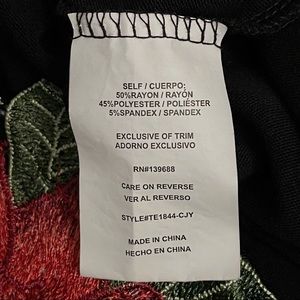 SELF / CUERPO:
50%RAYON / RAYÓN
45%POLYESTER / POLIÉSTER
5%SPANDEX / SPANDEX
EXCLUSIVE OF TRIM
ADORNO EXCLUSIVO
RN#139688
CARE ON REVERSE
VER AL REVERSO
STYLE#TE1844-CJY
MADE IN CHINA
HECHO EN CHINA